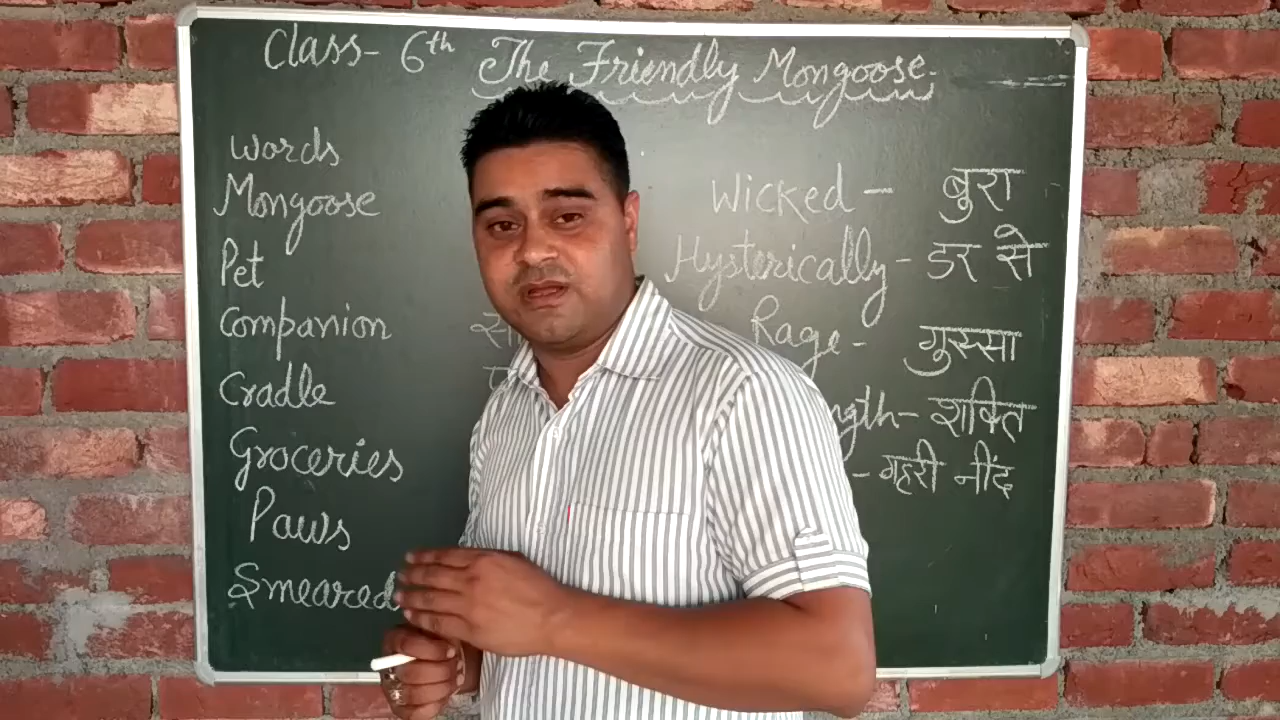 Class- 6th The Friendly Mongoose.
words
Mongoose
Pet
Companion
Cradle
Groceries
Paws
Smeared
Wicked - बुरा
Hysterically - डर से
Rage - गुस्सा
शक्ति
- गहरी नींद